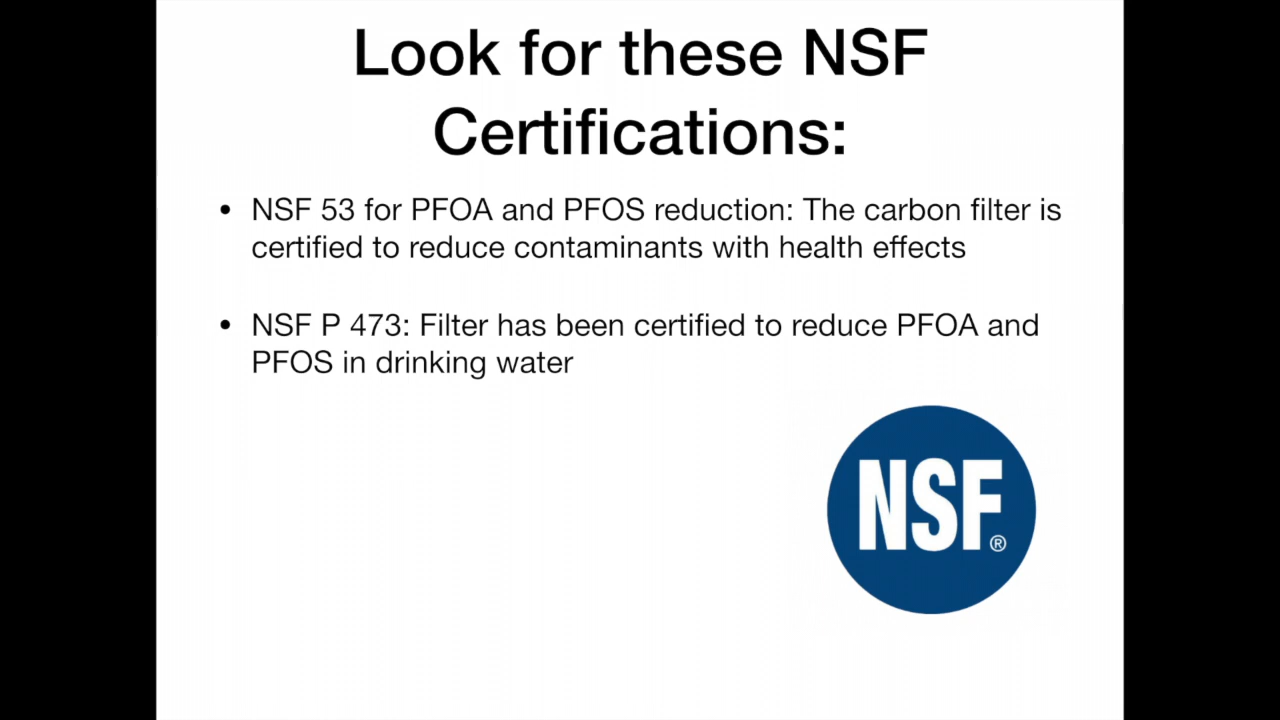 Look for these NSF
Certifications:
• NSF 53 for PFOA and PFOS reduction: The carbon filter is
certified to reduce contaminants with health effects
• NSF P 473: Filter has been certified to reduce PFOA and
PFOS in drinking water
NSF®